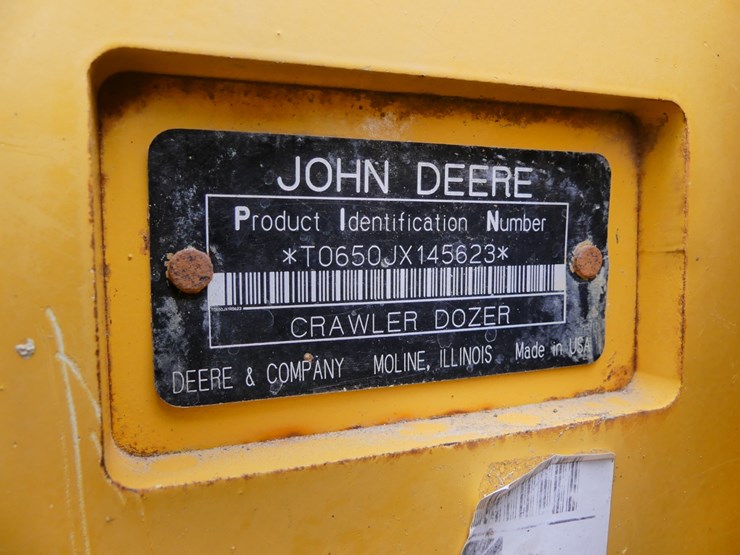 JOHN DEERE
Product Identification Number
*T0650JX145623*
CRAWLER DOZER
DEERE & COMPANY MOLINE, ILLINOIS Made in USA